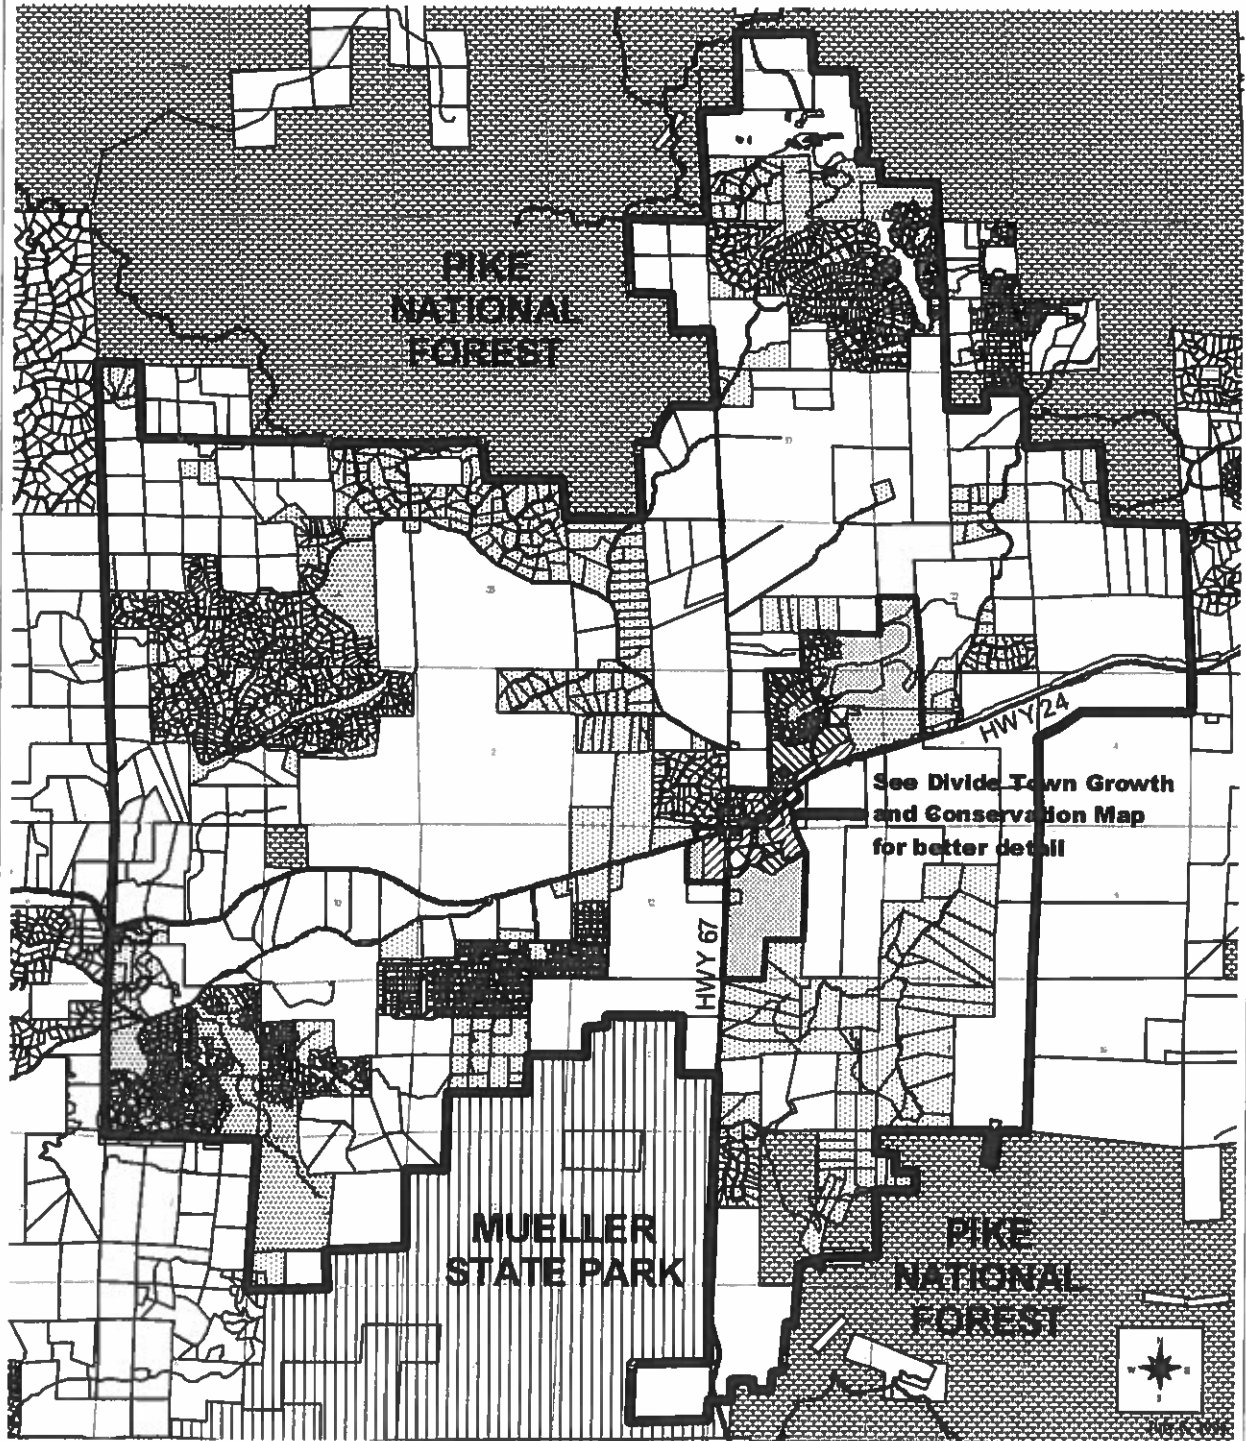 PIKE
NATIONAL
FOREST
HWY 24
See Divide Town Growth
and Conservation Map
for better detail
HWY 67
MUELLER
STATE PARK
PIKE
NATIONAL
FOREST
N
W
E
S